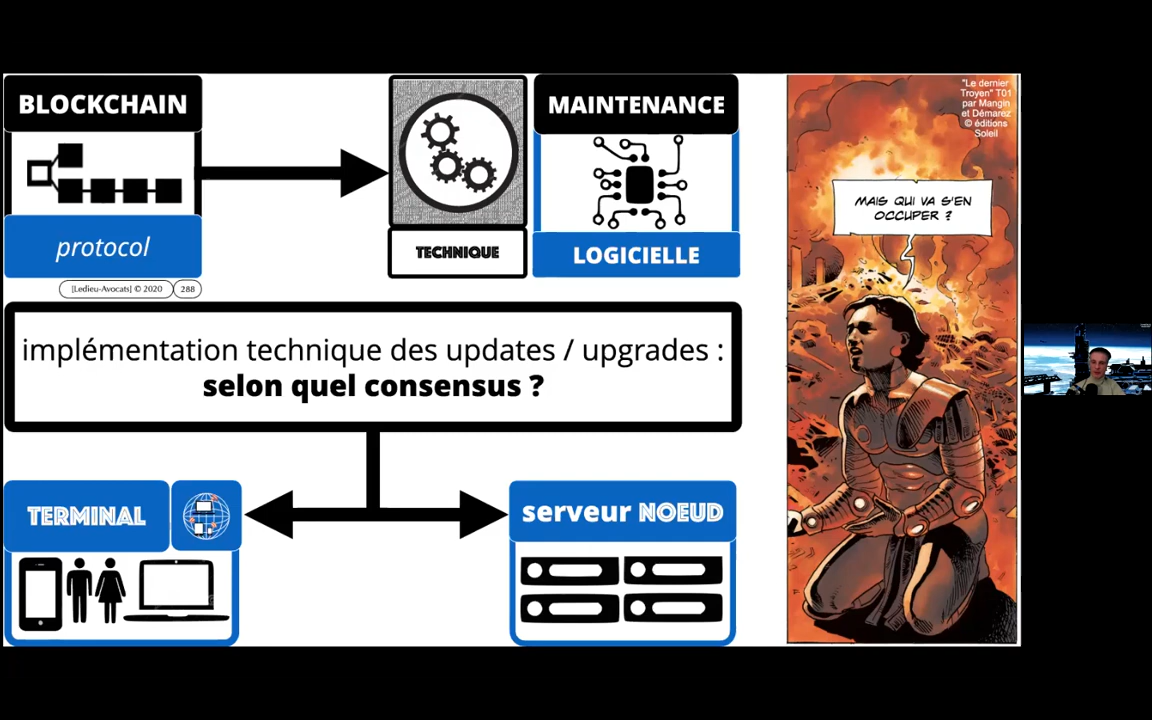 BLOCKCHAIN
protocol
[Ledieu-Avocats] © 2020
288
TECHNIQUE
MAINTENANCE
LOGICIELLE
implémentation technique des updates / upgrades :
selon quel consensus ?
TERMINAL
serveur NOEUD
"Le dernier
Troyen" T01
par Mangin
et Démarez
© éditions
Soleil
MAIS QUI VA S'EN
OCCUPER ?